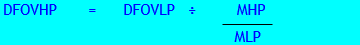 DFOVHP = DFOVLP ÷ MHP
MLP